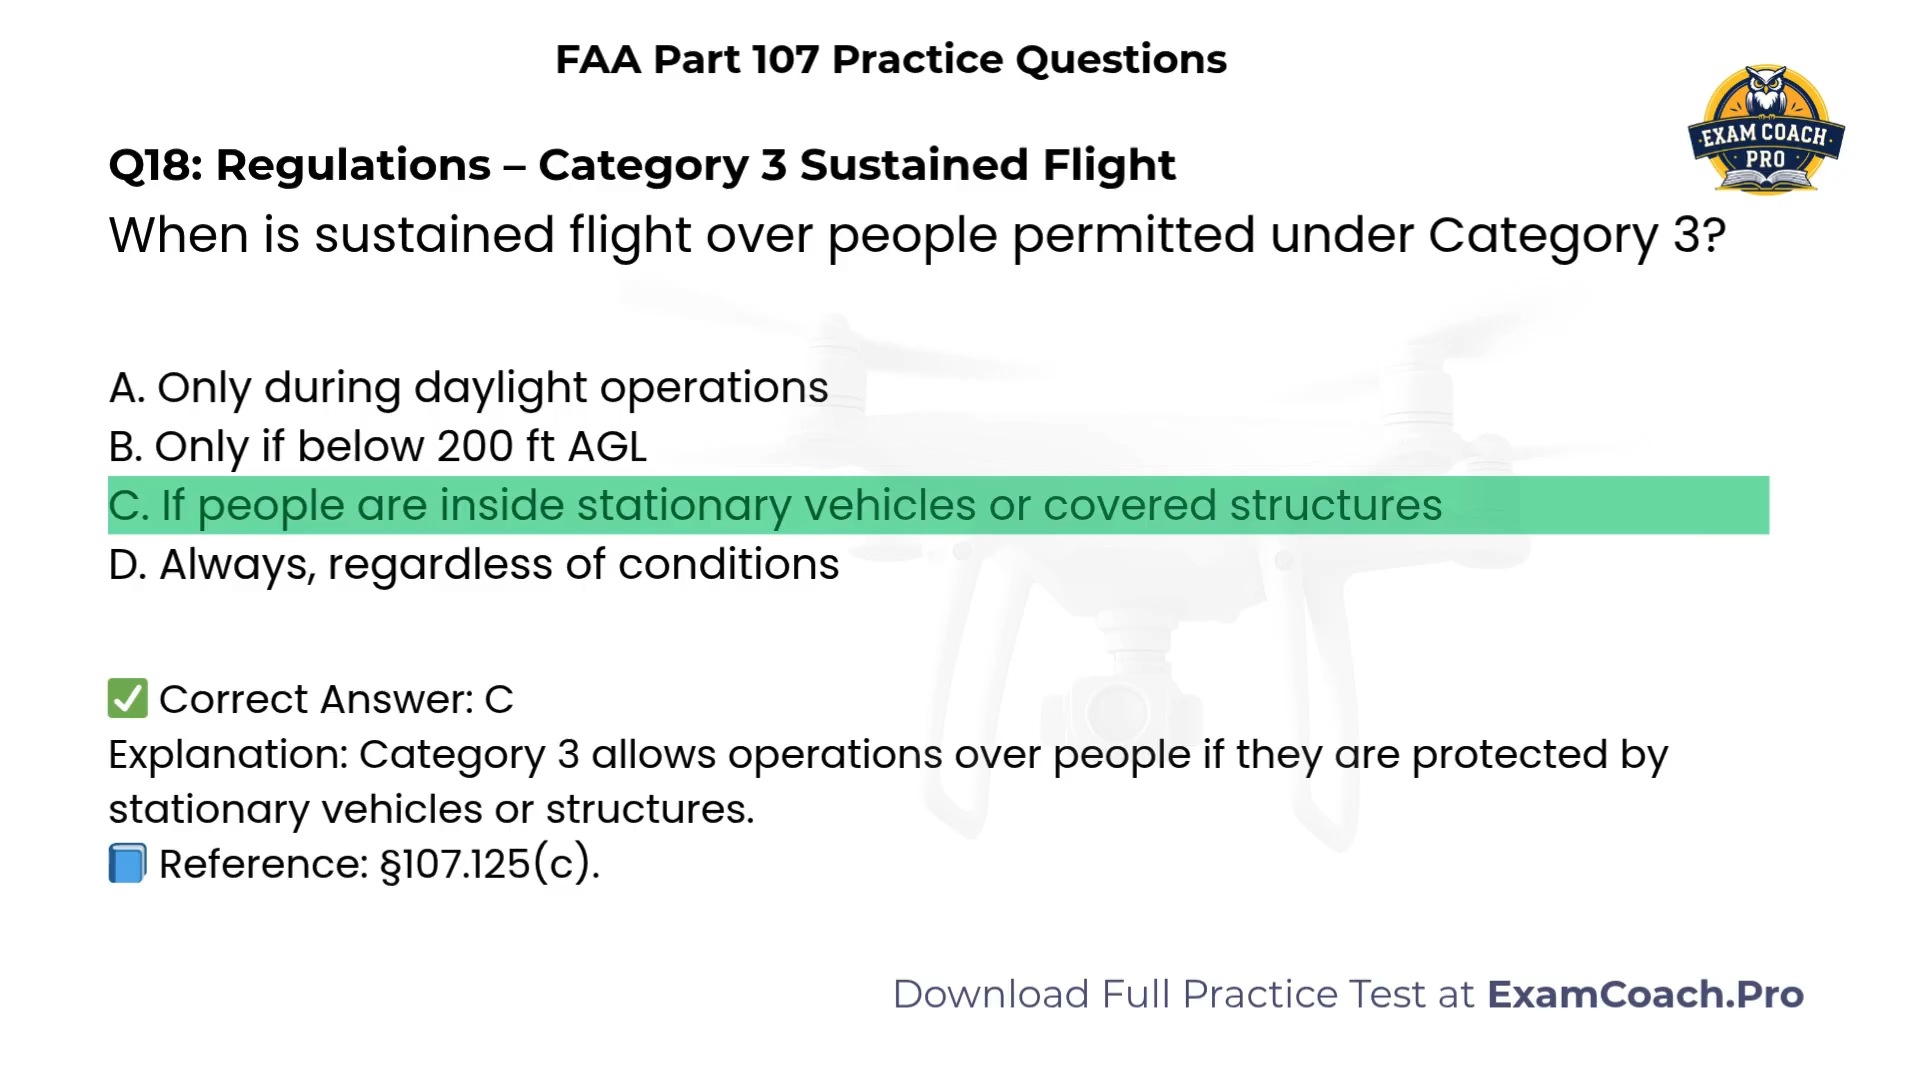 FAA Part 107 Practice Questions
EXAM COACH
PRO
Q18: Regulations – Category 3 Sustained Flight
When is sustained flight over people permitted under Category 3?
A. Only during daylight operations
B. Only if below 200 ft AGL
C. If people are inside stationary vehicles or covered structures
D. Always, regardless of conditions
✅ Correct Answer: C
Explanation: Category 3 allows operations over people if they are protected by
stationary vehicles or structures.
📘 Reference: §107.125(c).
Download Full Practice Test at ExamCoach.Pro